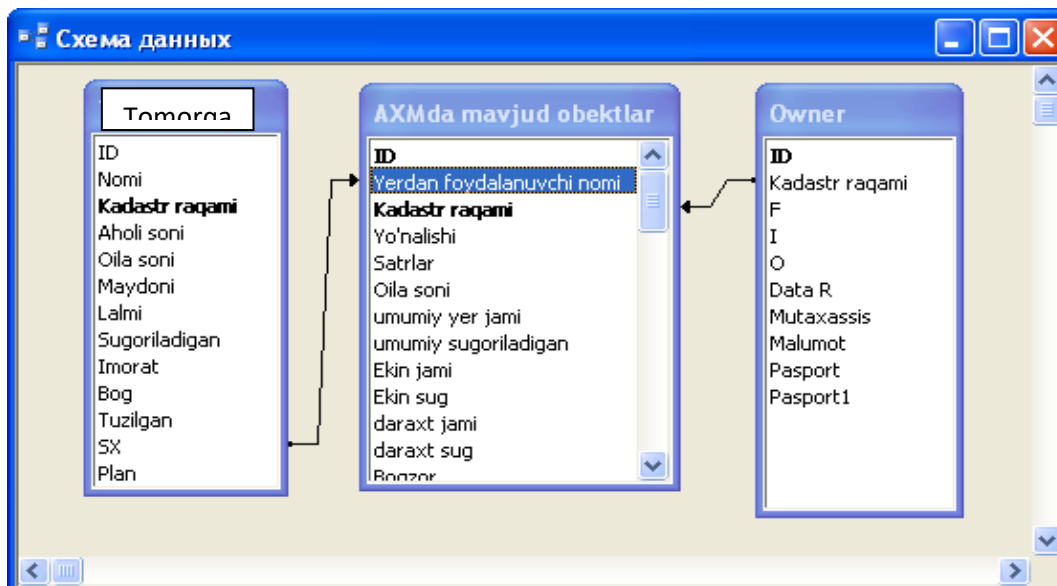 Схема данных
Tomorqa
ID
Nomi
Kadastr raqami
Aholi soni
Oila soni
Maydoni
Lalmi
Sugoriladigan
Imorat
Bog
Tuzilgan
SX
Plan
AXMda mavjud obektlar
ID
Yerdan foydalanuvchi nomi
Kadastr raqami
Yo'nalishi
Satrlar
Oila soni
umumiy yer jami
umumiy sugoriladigan
Ekin jami
Ekin sug
daraxt jami
daraxt sug
Bogzor
Owner
ID
Kadastr raqami
F
I
O
Data R
Mutaxassis
Malumot
Pasport
Pasport1